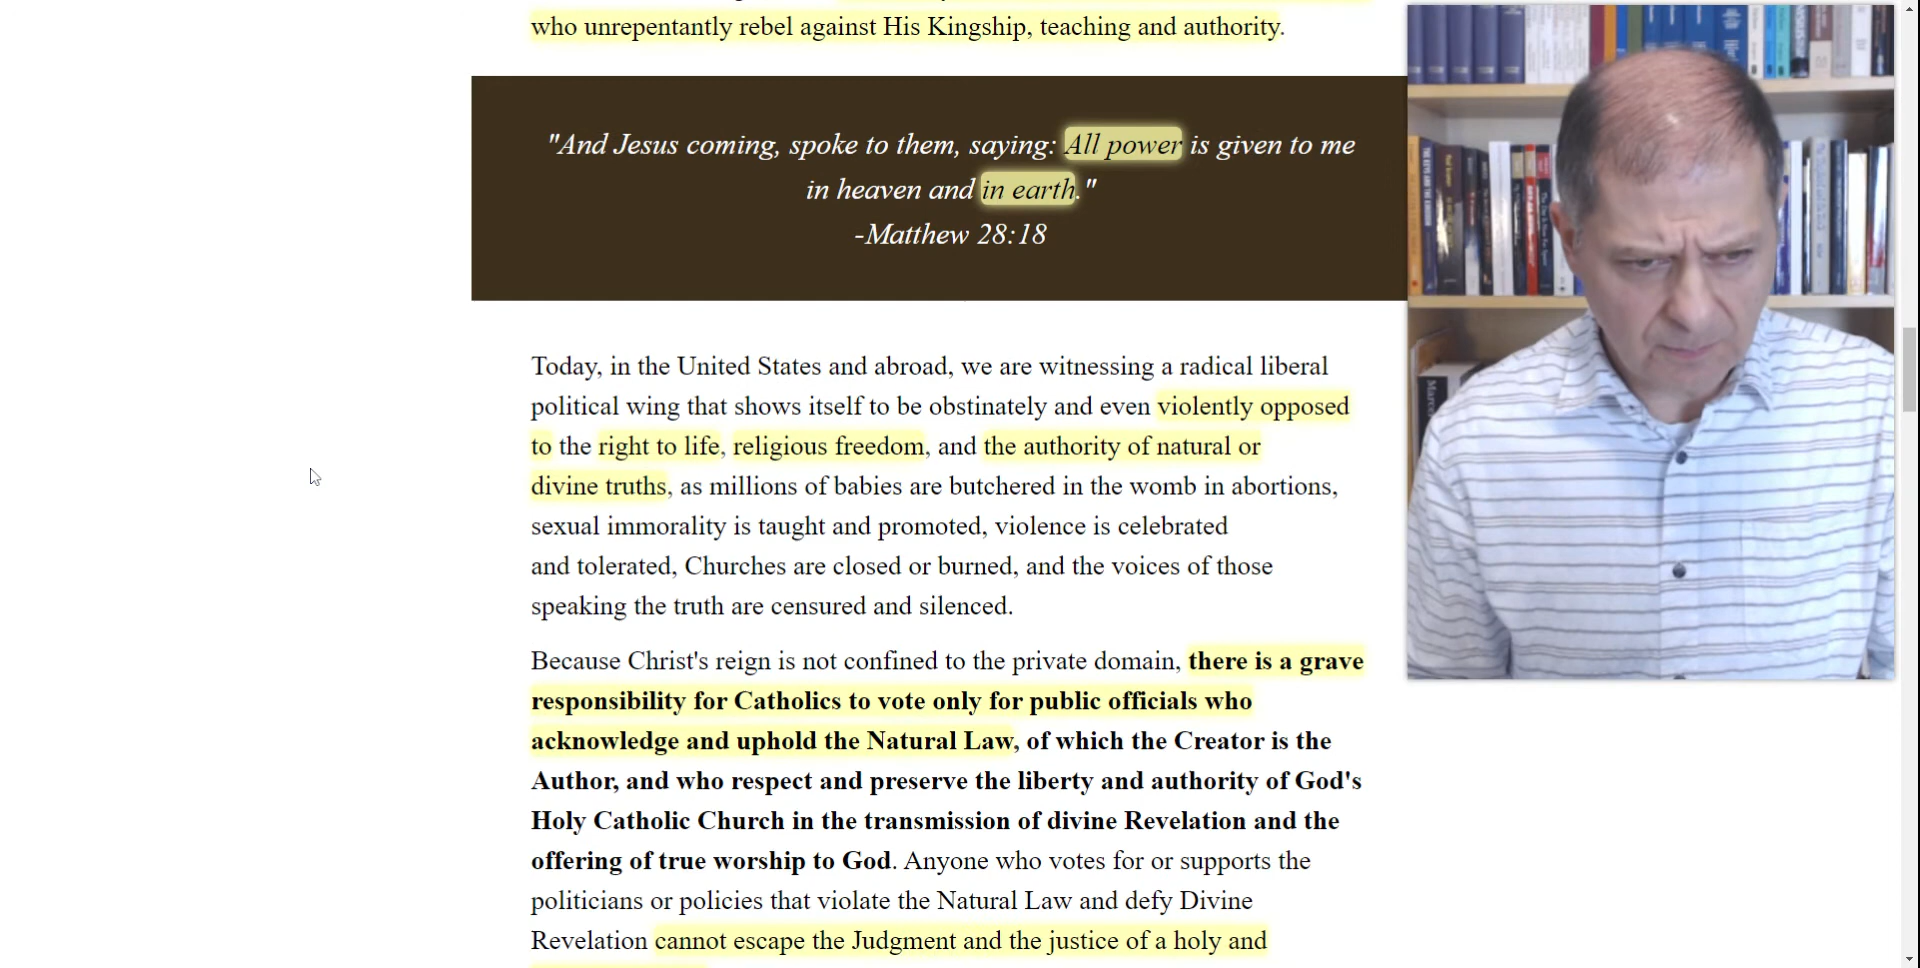 who unrepentantly rebel against His Kingship, teaching and authority.
"And Jesus coming, spoke to them, saying: All power is given to me
in heaven and in earth."
-Matthew 28:18
Today, in the United States and abroad, we are witnessing a radical liberal
political wing that shows itself to be obstinately and even violently opposed
to the right to life, religious freedom, and the authority of natural or
divine truths, as millions of babies are butchered in the womb in abortions,
sexual immorality is taught and promoted, violence is celebrated
and tolerated, Churches are closed or burned, and the voices of those
speaking the truth are censured and silenced.
Because Christ's reign is not confined to the private domain, there is a grave
responsibility for Catholics to vote only for public officials who
acknowledge and uphold the Natural Law, of which the Creator is the
Author, and who respect and preserve the liberty and authority of God's
Holy Catholic Church in the transmission of divine Revelation and the
offering of true worship to God. Anyone who votes for or supports the
politicians or policies that violate the Natural Law and defy Divine
Revelation cannot escape the Judgment and the justice of a holy and